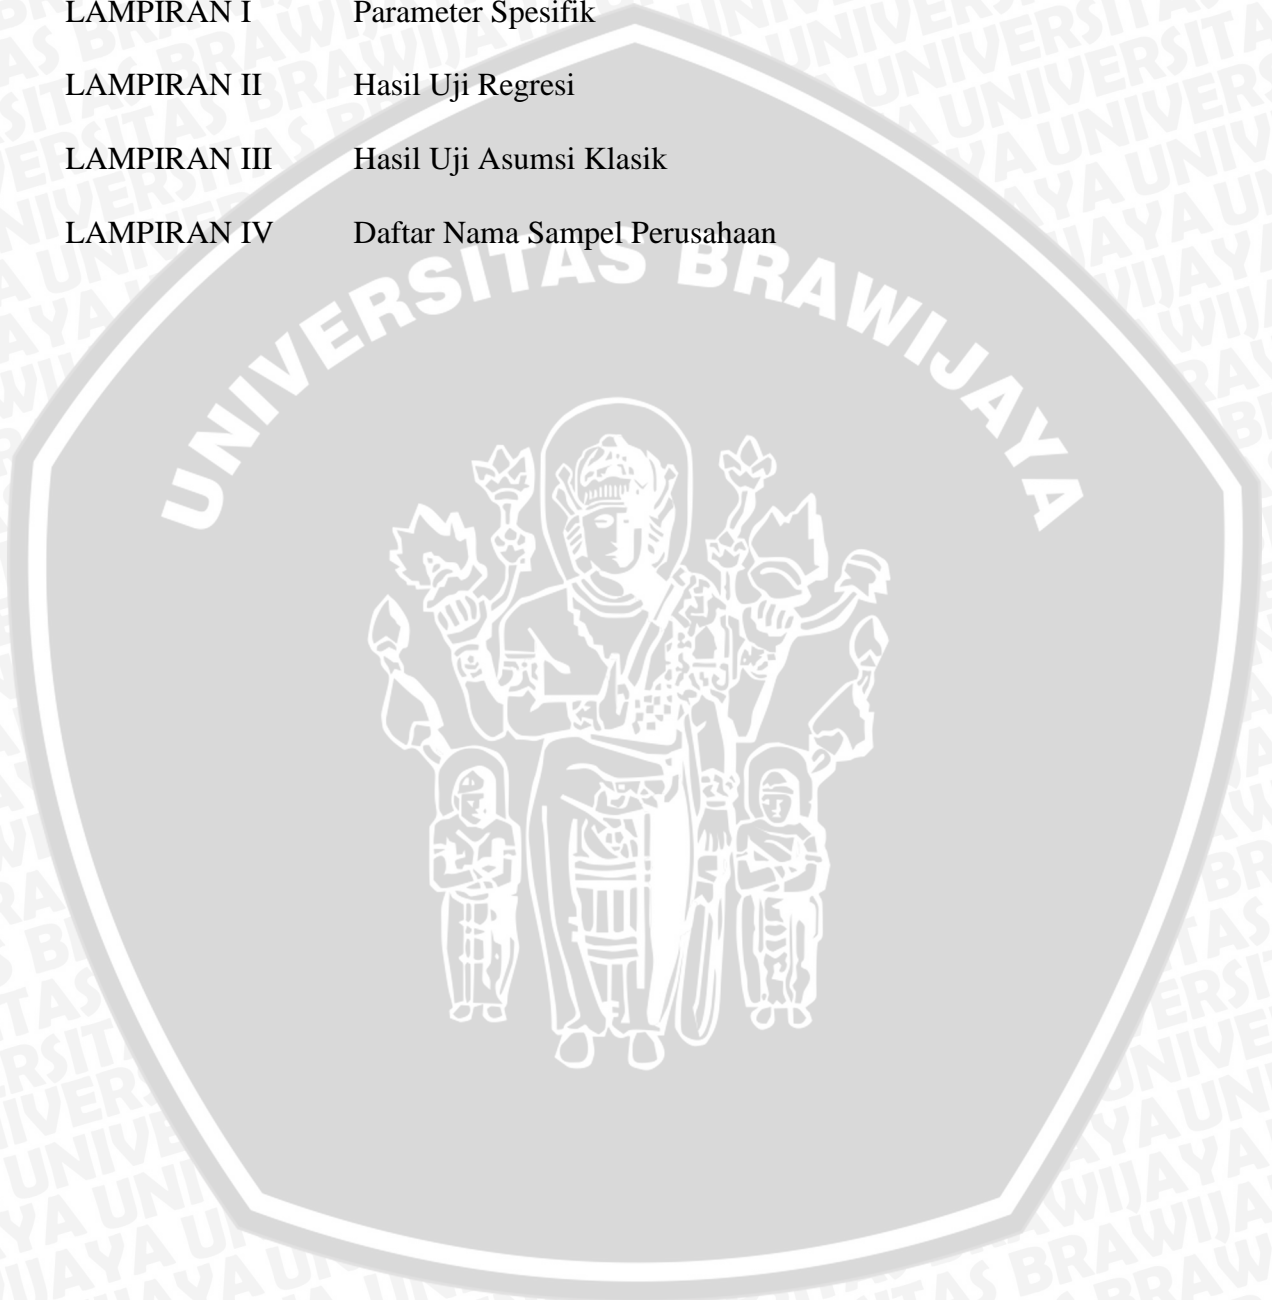 LAMPIRAN I Parameter Spesifik
LAMPIRAN II Hasil Uji Regresi
LAMPIRAN III Hasil Uji Asumsi Klasik
LAMPIRAN IV Daftar Nama Sampel Perusahaan
UNIVERSITAS BRAWIJAYA